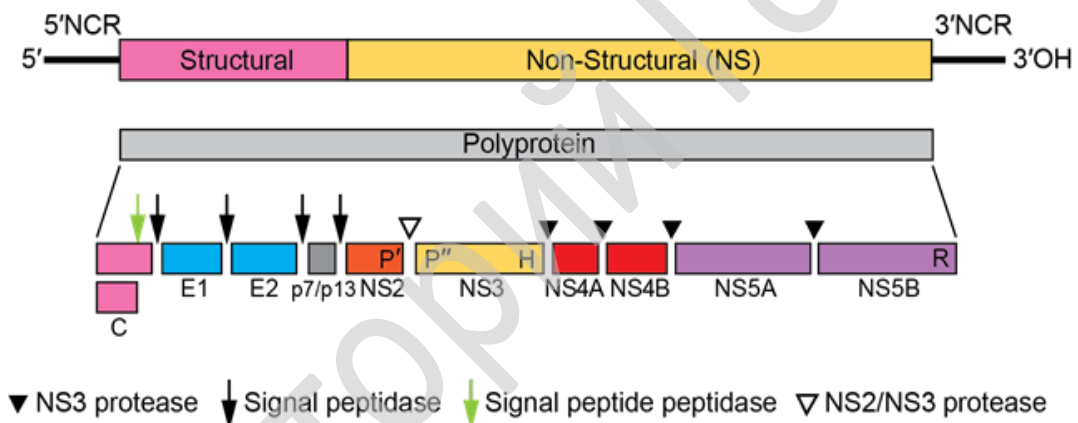 5′NCR 3′NCR
5′ Structural Non-Structural (NS) 3′OH
Polyprotein
P′ P″ H R
E1 E2 p7/p13 NS2 NS3 NS4A NS4B NS5A NS5B
C
NS3 protease Signal peptidase Signal peptide peptidase NS2/NS3 protease